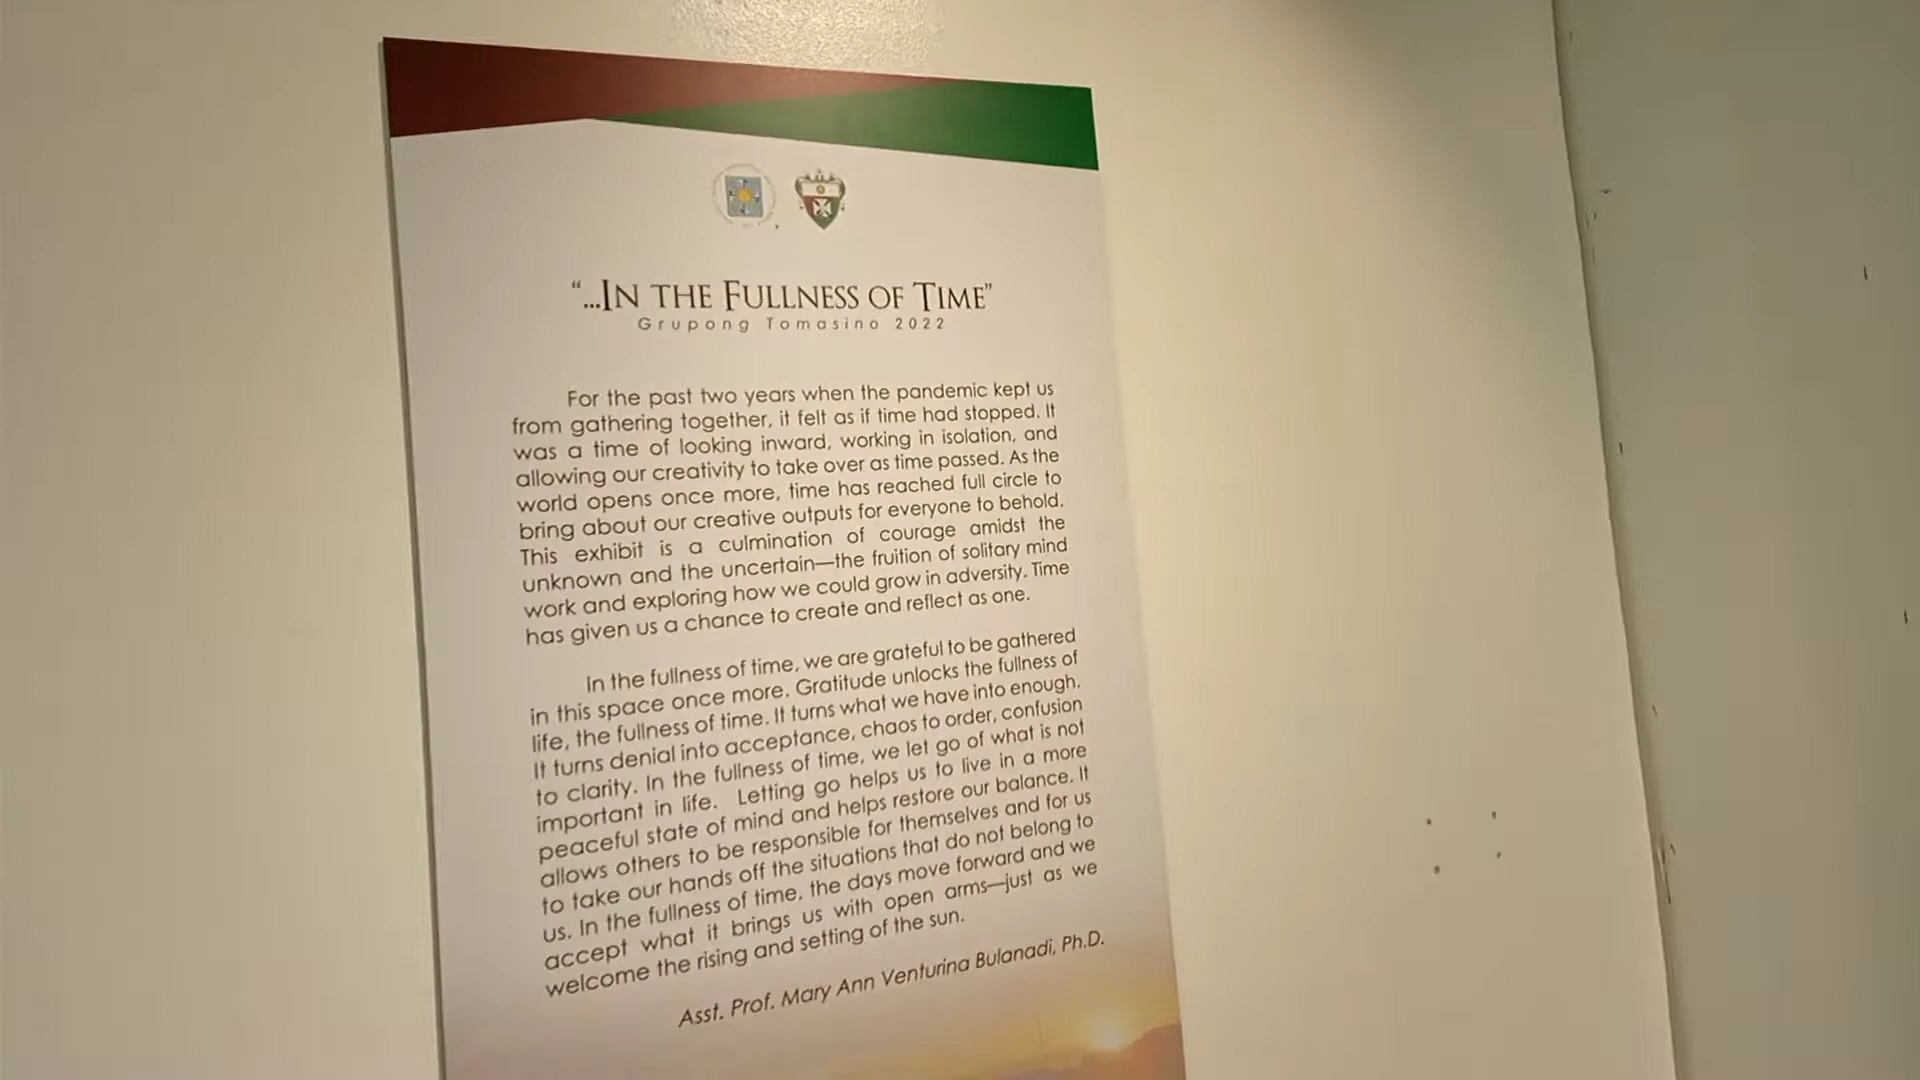 “...IN THE FULLNESS OF TIME”
Grupong Tomasino 2022
For the past two years when the pandemic kept us
from gathering together, it felt as if time had stopped. It
was a time of looking inward, working in isolation, and
allowing our creativity to take over as time passed. As the
world opens once more, time has reached full circle to
bring about our creative outputs for everyone to behold.
This exhibit is a culmination of courage amidst the
unknown and the uncertain—the fruition of solitary mind
work and exploring how we could grow in adversity. Time
has given us a chance to create and reflect as one.
In the fullness of time, we are grateful to be gathered
in this space once more. Gratitude unlocks the fullness of
life, the fullness of time. It turns what we have into enough.
It turns denial into acceptance, chaos to order, confusion
to clarity. In the fullness of time, we let go of what is not
important in life. Letting go helps us to live in a more
peaceful state of mind and helps restore our balance. It
allows others to be responsible for themselves and for us
to take our hands off the situations that do not belong to
us. In the fullness of time, the days move forward and we
accept what it brings us with open arms—just as we
welcome the rising and setting of the sun.
Asst. Prof. Mary Ann Venturina Bulanadi, Ph.D.